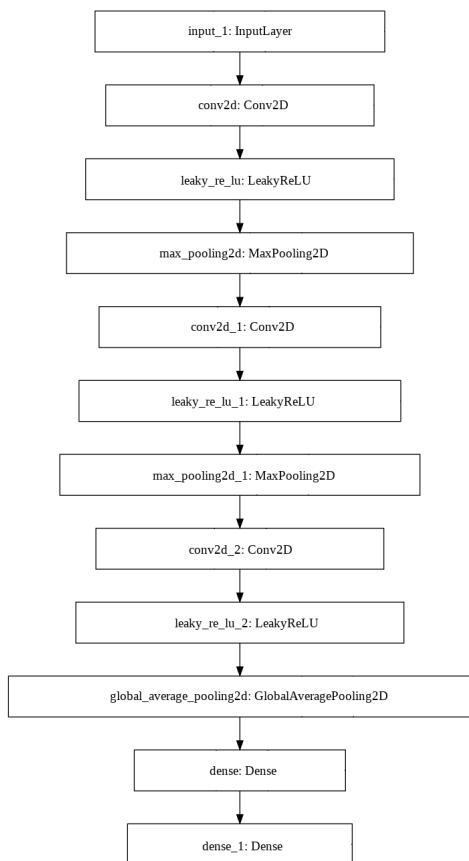 input_1: InputLayer
conv2d: Conv2D
leaky_re_lu: LeakyReLU
max_pooling2d: MaxPooling2D
conv2d_1: Conv2D
leaky_re_lu_1: LeakyReLU
max_pooling2d_1: MaxPooling2D
conv2d_2: Conv2D
leaky_re_lu_2: LeakyReLU
global_average_pooling2d: GlobalAveragePooling2D
dense: Dense
dense_1: Dense